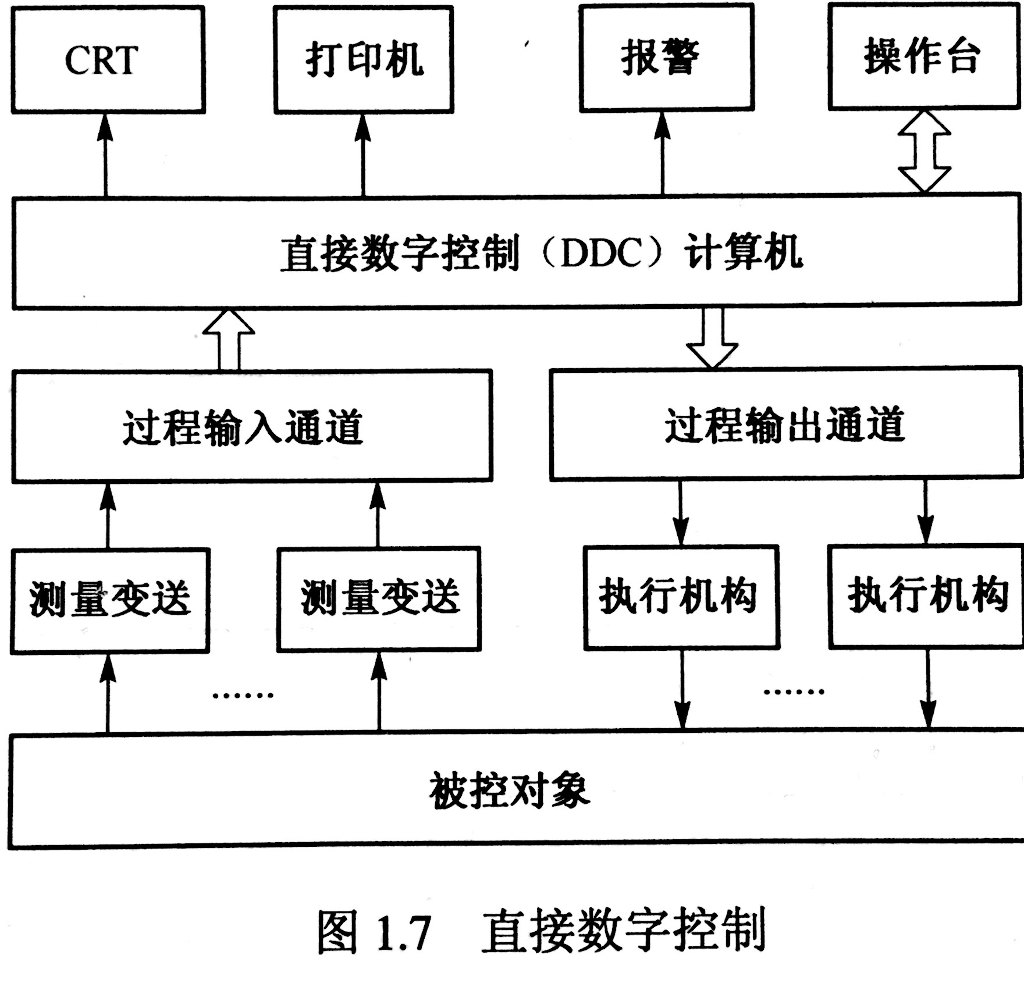 CRT
打印机
报警
操作台
直接数字控制（DDC）计算机
过程输入通道
过程输出通道
测量变送
测量变送
执行机构
执行机构
……
……
被控对象
图 1.7 直接数字控制